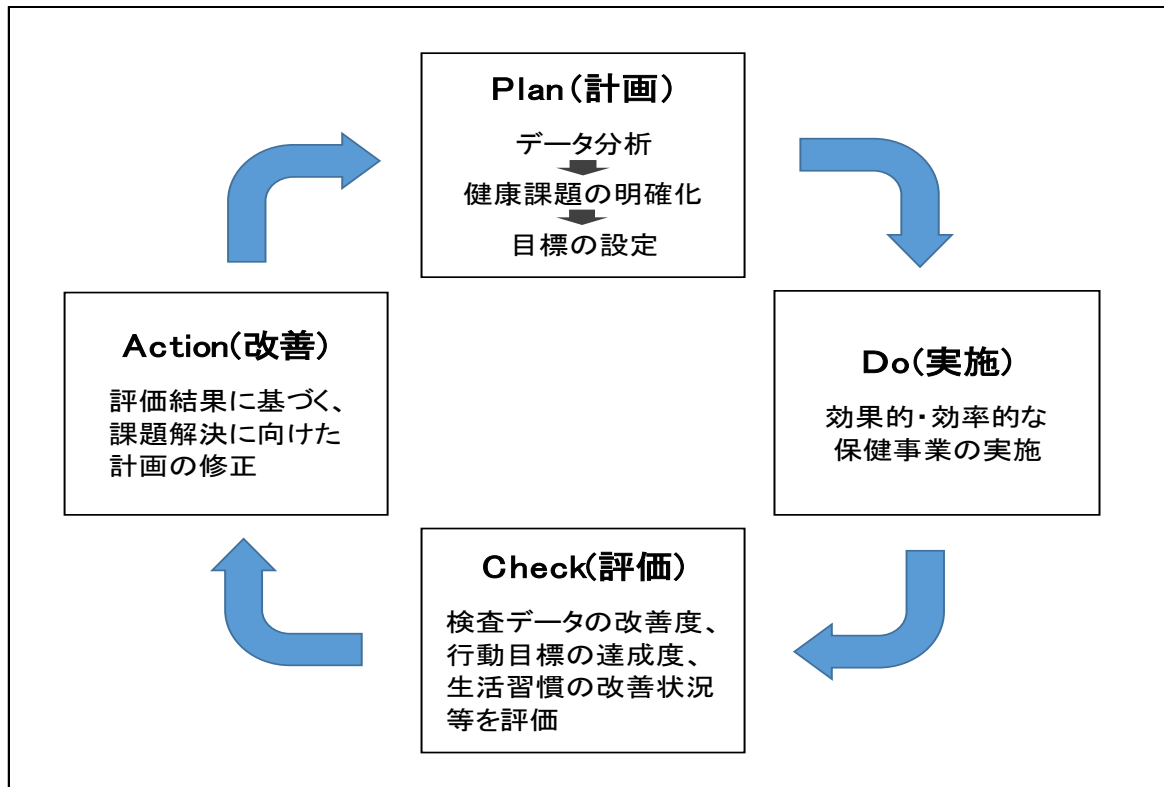 Plan(計画)
データ分析
健康課題の明確化
目標の設定
Do(実施)
効果的・効率的な
保健事業の実施
Check(評価)
検査データの改善度、
行動目標の達成度、
生活習慣の改善状況
等を評価
Action(改善)
評価結果に基づく、
課題解決に向けた
計画の修正